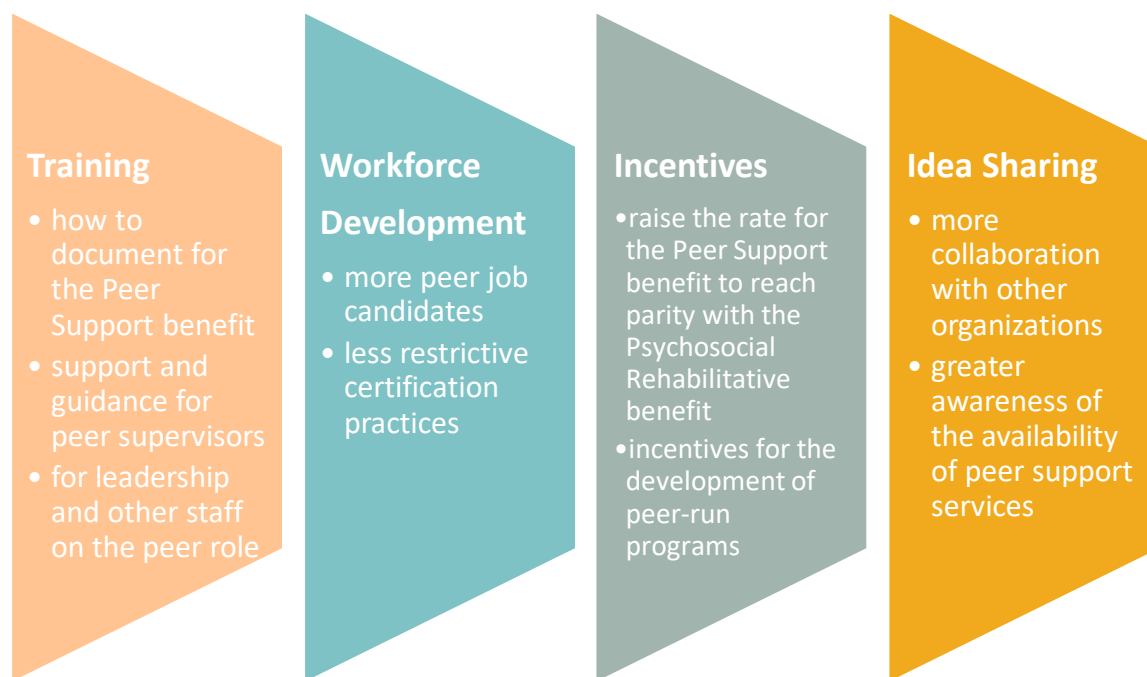 Training
• how to
document for
the Peer
Support benefit
• support and
guidance for
peer supervisors
• for leadership
and other staff
on the peer role
Workforce
Development
• more peer job
candidates
• less restrictive
certification
practices
Incentives
•raise the rate for
the Peer Support
benefit to reach
parity with the
Psychosocial
Rehabilitative
benefit
•incentives for the
development of
peer-run
programs
Idea Sharing
• more
collaboration
with other
organizations
• greater
awareness of
the availability
of peer support
services